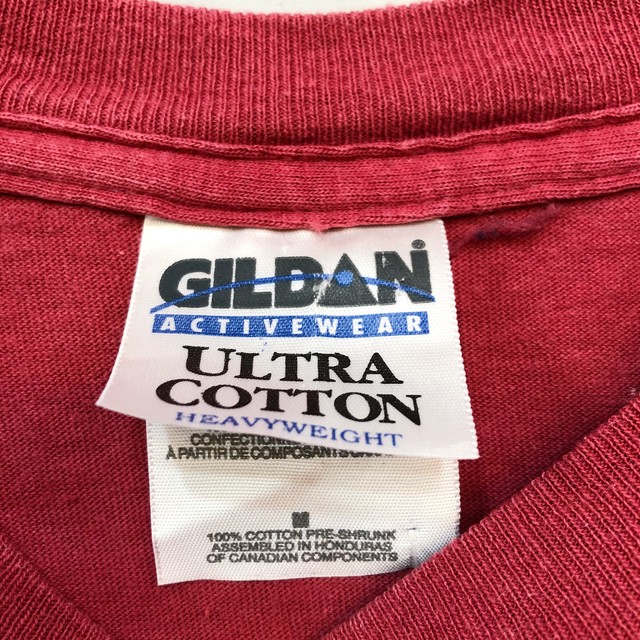 GILDAN
ACTIVEWEAR
ULTRA
COTTON
HEAVYWEIGHT
À PARTIR DE COMPOSANTS
M
100% COTTON PRE-SHRUNK
ASSEMBLED IN HONDURAS
OF CANADIAN COMPONENTS